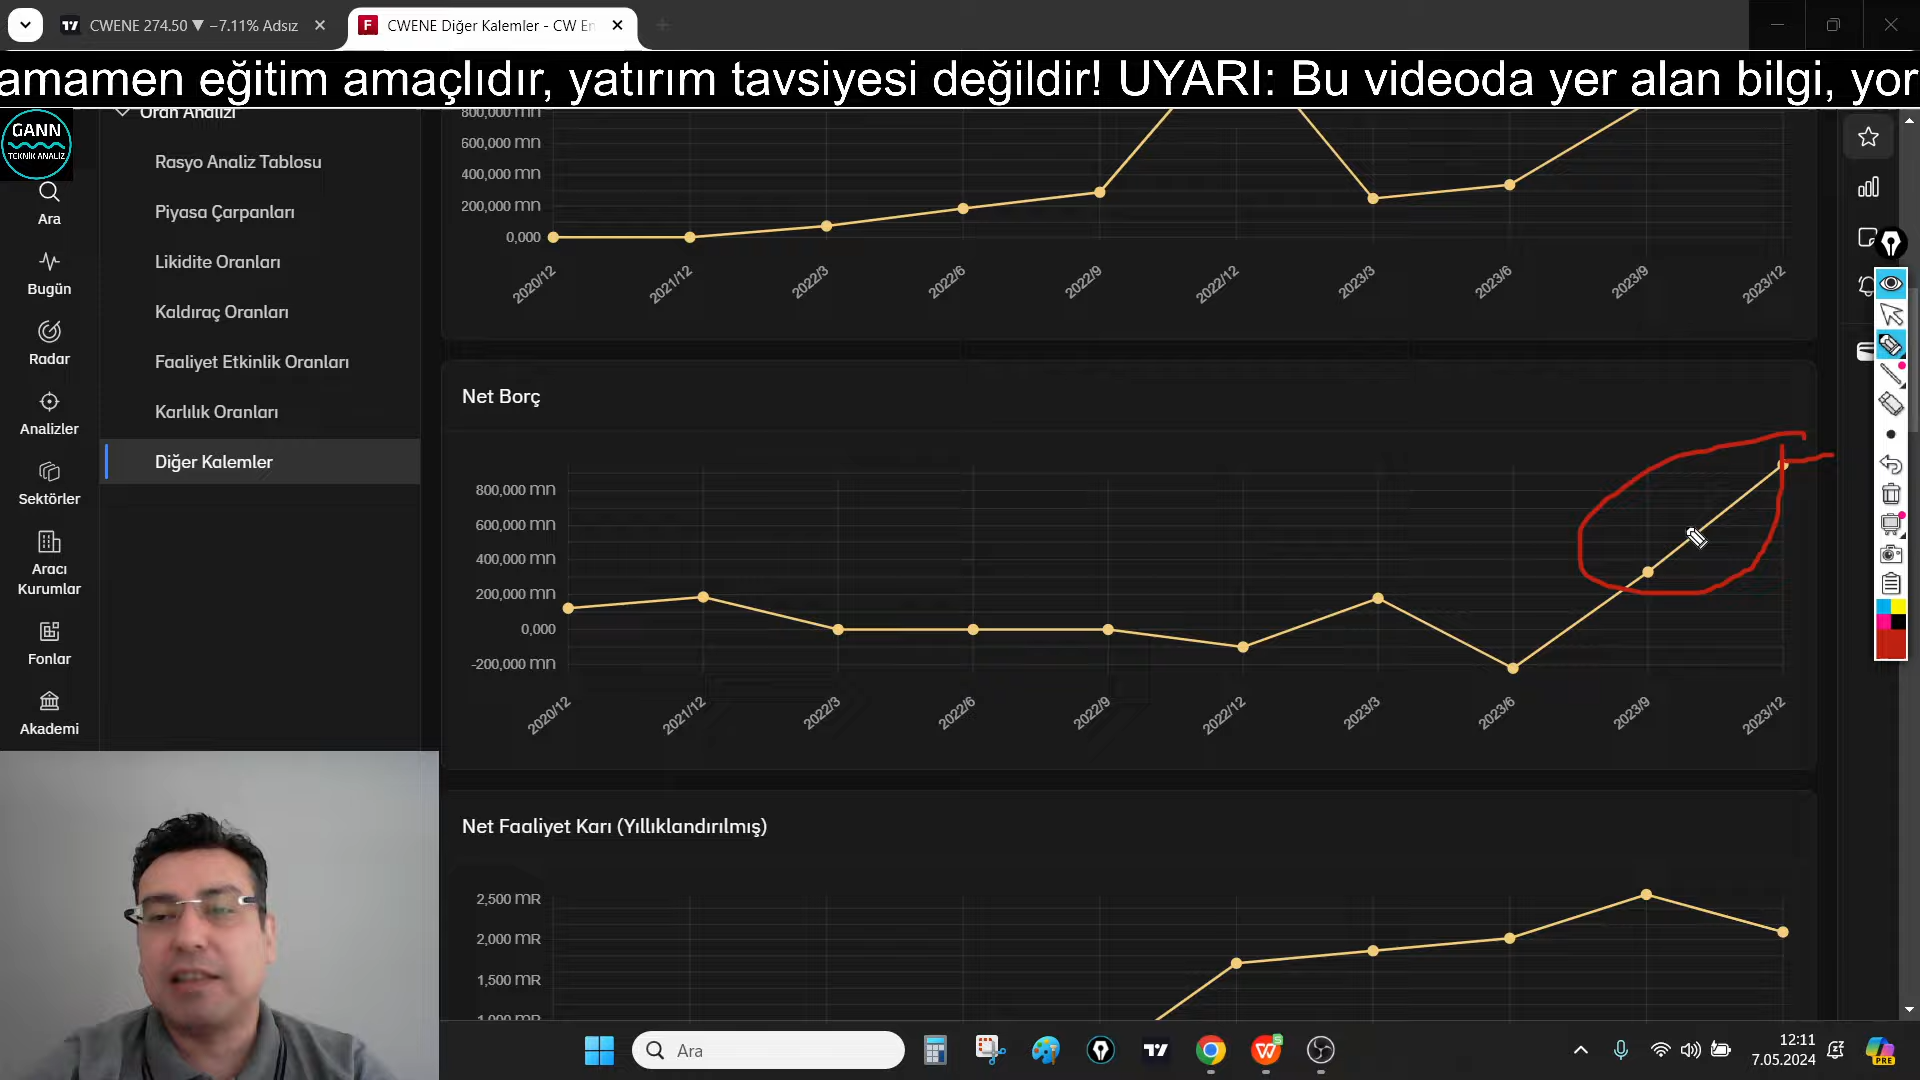 CWENE 274.50 ▼ −7.11% Adsız
CWENE Diğer Kalemler - CW En
amamen eğitim amaçlıdır, yatırım tavsiyesi değildir! UYARI: Bu videoda yer alan bilgi, yor
GANN
TEKNİK ANALİZ
Ara
Bugün
Radar
Analizler
Sektörler
Aracı
Kurumlar
Fonlar
Akademi
Oran Analizi
Rasyo Analiz Tablosu
Piyasa Çarpanları
Likidite Oranları
Kaldıraç Oranları
Faaliyet Etkinlik Oranları
Karlılık Oranları
Diğer Kalemler
800,000 mn
600,000 mn
400,000 mn
200,000 mn
0,000
2020/12 2021/12 2022/3 2022/6 2022/9 2022/12 2023/3 2023/6 2023/9 2023/12
Net Borç
800,000 mn
600,000 mn
400,000 mn
200,000 mn
0,000
-200,000 mn
2020/12 2021/12 2022/3 2022/6 2022/9 2022/12 2023/3 2023/6 2023/9 2023/12
Net Faaliyet Karı (Yıllıklandırılmış)
2,500 mR
2,000 mR
1,500 mR
1,000 mR
Ara
12:11
7.05.2024
PRE